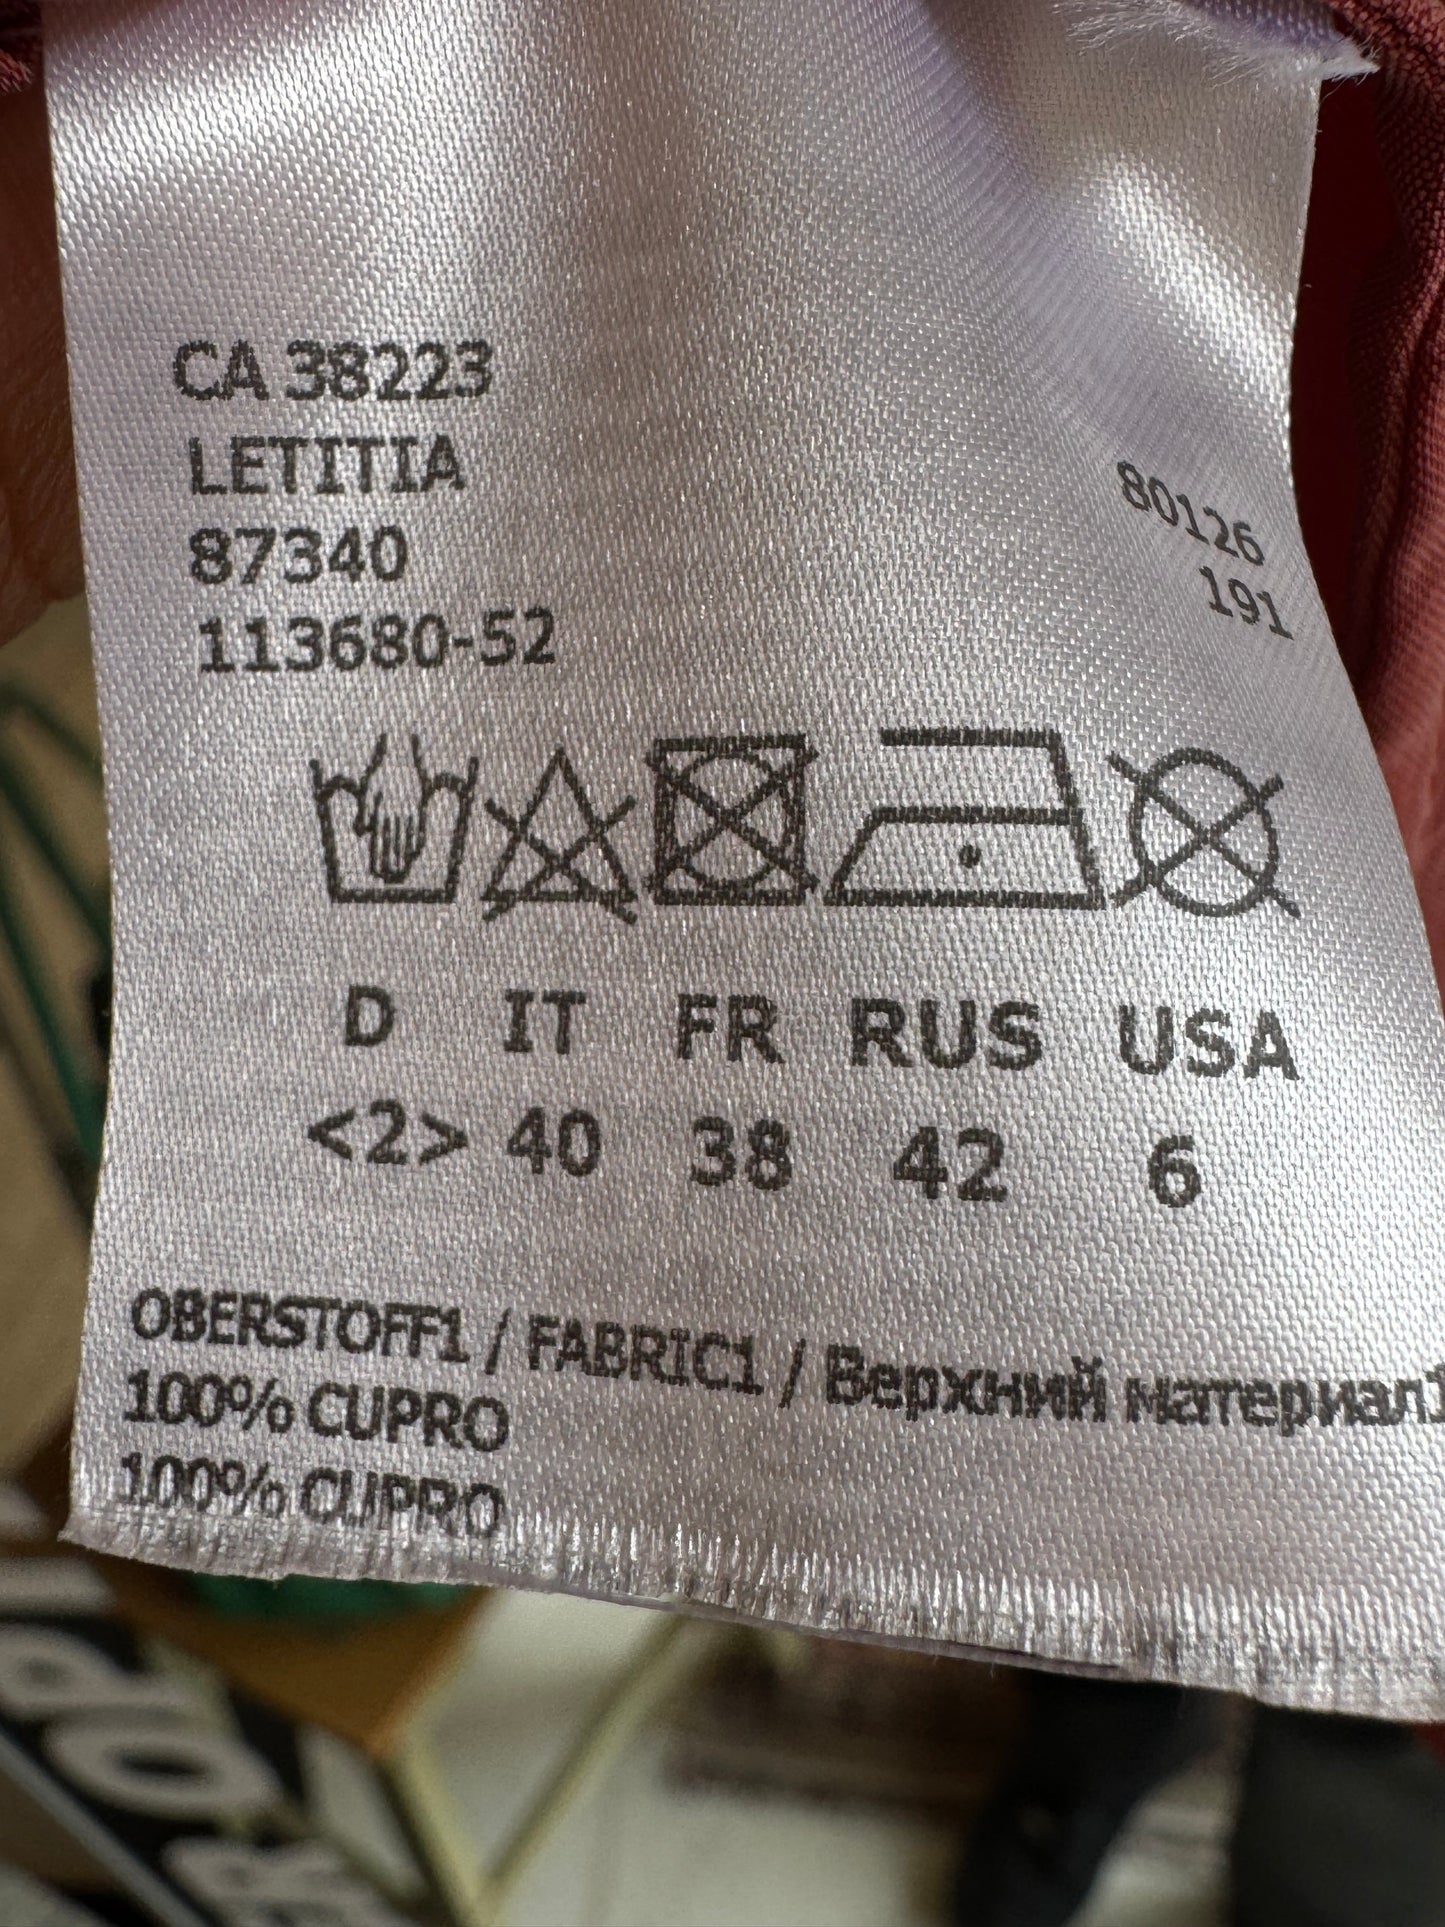 CA 38223
LETITIA
87340
113680-52
80126
191
D IT FR RUS USA
<2> 40 38 42 6
OBERSTOFF1 / FABRIC1 / Верхний материал1
100% CUPRO
100% CUPRO